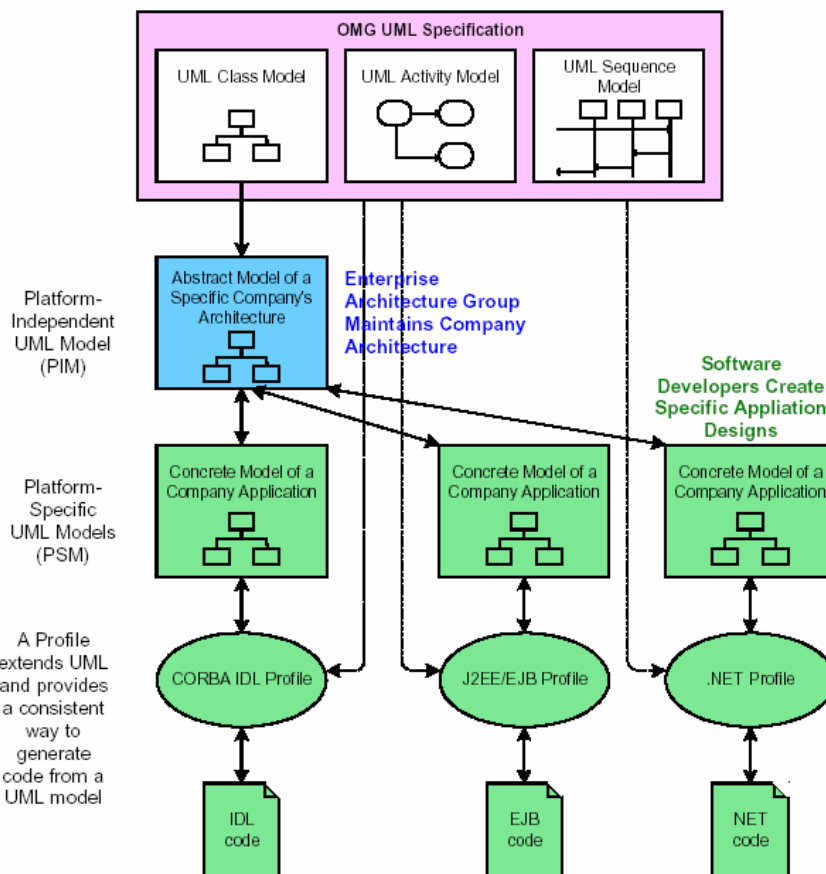 OMG UML Specification
UML Class Model
UML Activity Model
UML Sequence
Model
Platform-
Independent
UML Model
(PIM)
Abstract Model of a
Specific Company's
Architecture
Enterprise
Architecture Group
Maintains Company
Architecture
Software
Developers Create
Specific Appliation
Designs
Platform-
Specific
UML Models
(PSM)
Concrete Model of a
Company Application
Concrete Model of a
Company Application
Concrete Model of a
Company Application
A Profile
extends UML
and provides
a consistent
way to
generate
code from a
UML model
CORBA IDL Profile
J2EE/EJB Profile
.NET Profile
IDL
code
EJB
code
NET
code